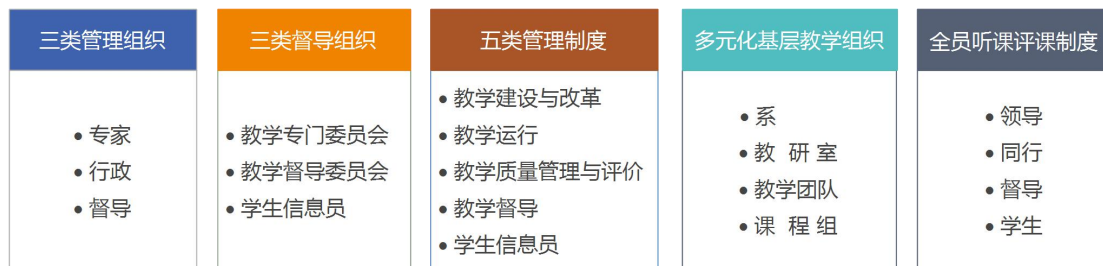 三类管理组织
• 专家
• 行政
• 督导
三类督导组织
• 教学专门委员会
• 教学督导委员会
• 学生信息员
五类管理制度
• 教学建设与改革
• 教学运行
• 教学质量管理与评价
• 教学督导
• 学生信息员
多元化基层教学组织
• 系
• 教 研 室
• 教学团队
• 课 程 组
全员听课评课制度
• 领导
• 同行
• 督导
• 学生